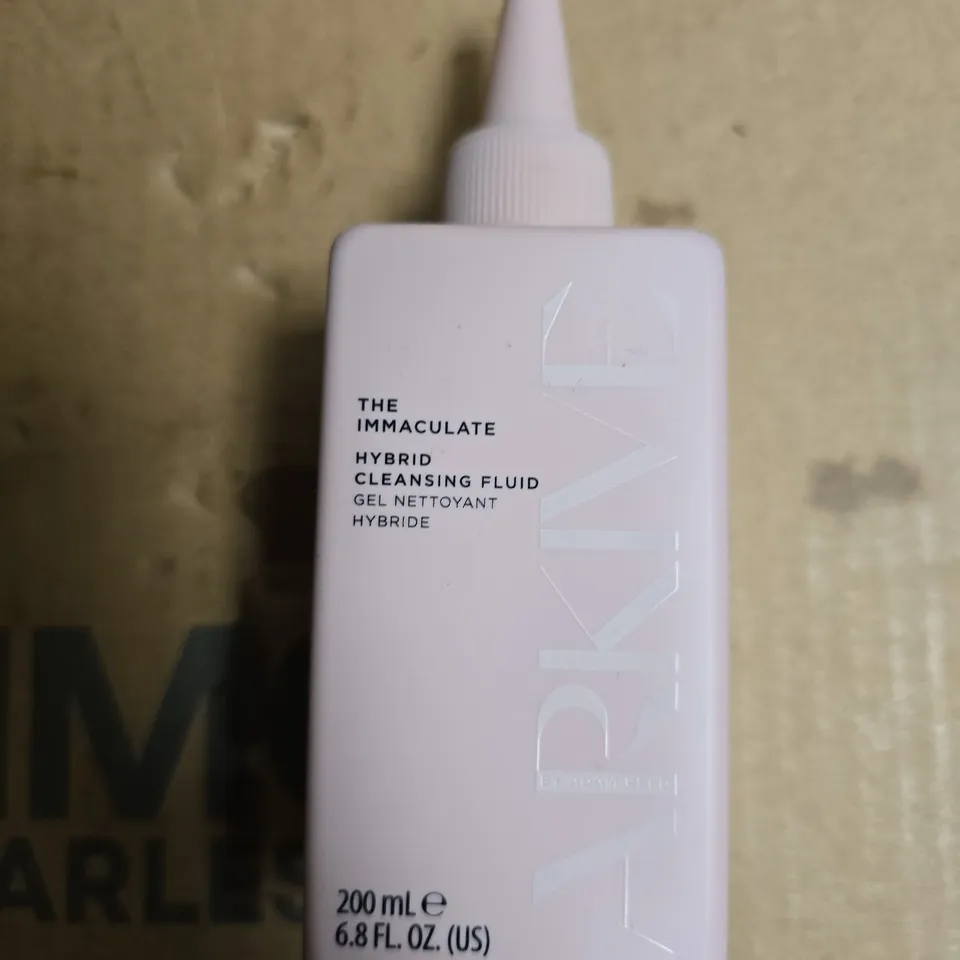 THE
IMMACULATE
HYBRID
CLEANSING FLUID
GEL NETTOYANT
HYBRIDE
200 mL ℮
6.8 FL. OZ. (US)
ARKIVE